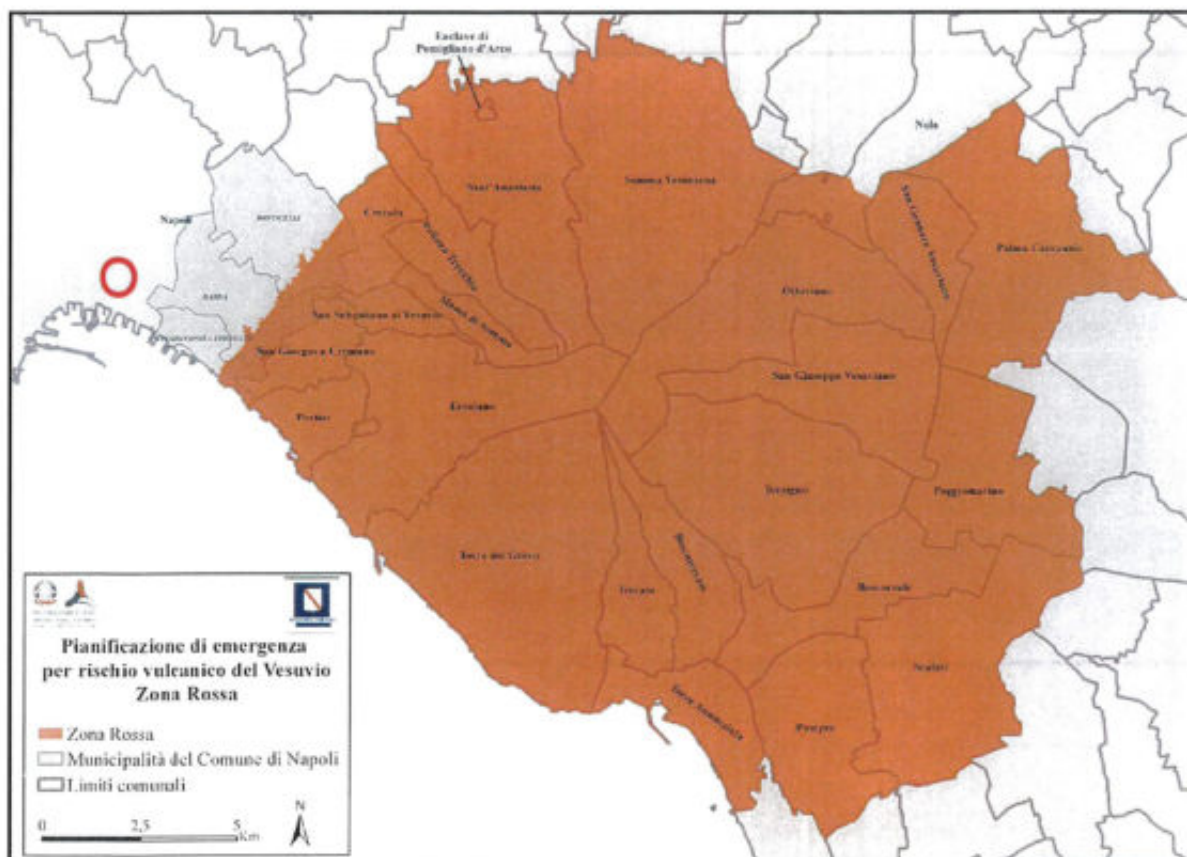 Enclave di
Pomigliano d'Arco
Nola
Somma Vesuviana
Sant'Anastasia
San Gennaro Vesuviano
Palma Campania
Napoli
Cercola
Pollena Trocchia
Ottaviano
San Sebastiano al Vesuvio
Massa di Somma
San Giorgio a Cremano
San Giuseppe Vesuviano
Portici
Ercolano
Terzigno
Poggiomarino
Torre del Greco
Boscoreale
Trecase
Boscotrecase
Scafati
Torre Annunziata
Pompei
Pianificazione di emergenza
per rischio vulcanico del Vesuvio
Zona Rossa
Zona Rossa
Municipalità del Comune di Napoli
Limiti comunali
N
0 2,5 5
Km